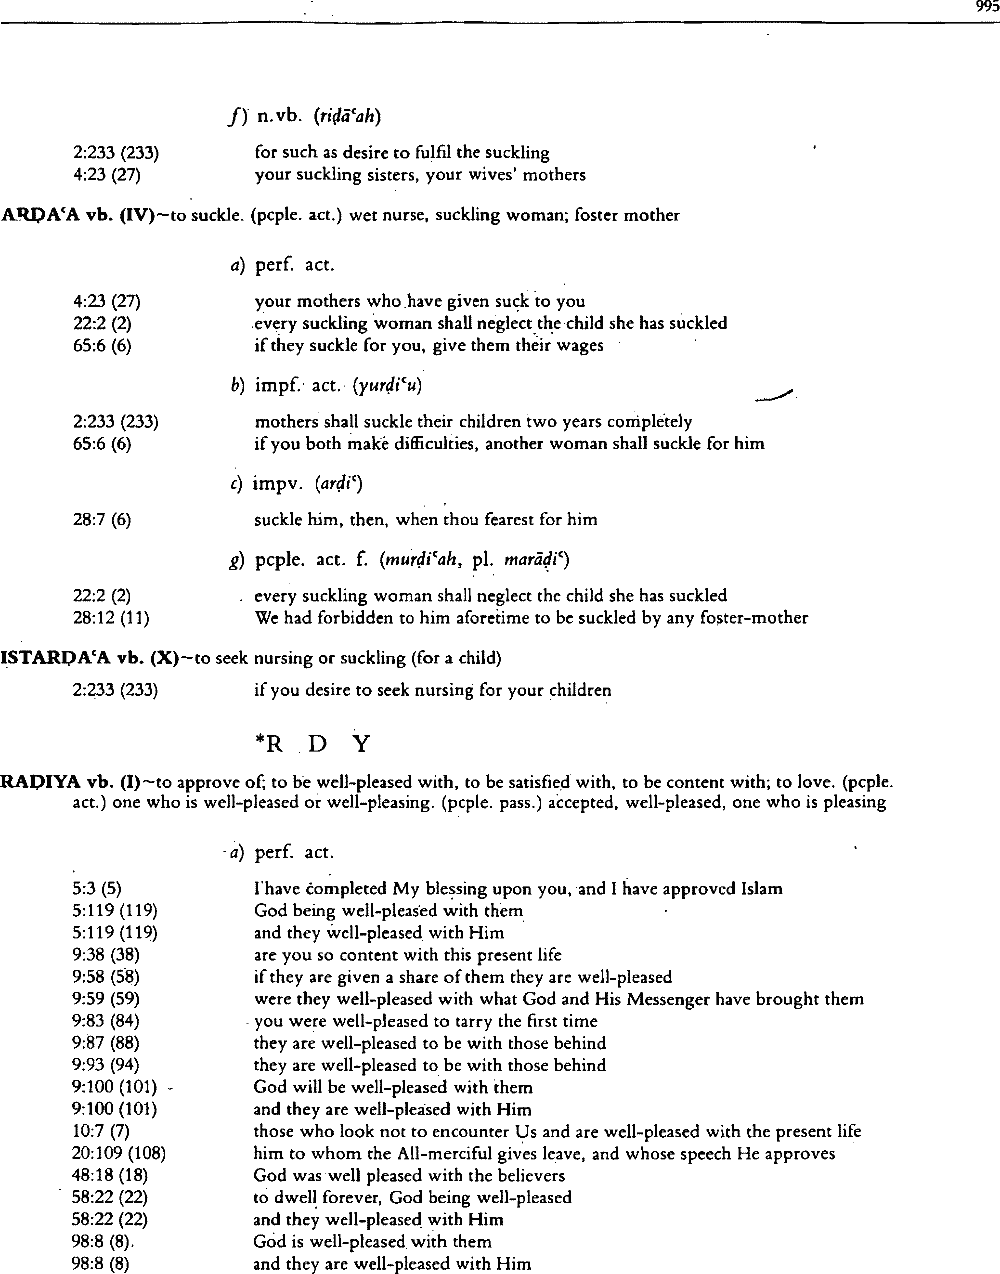 995
f) n.vb. (riḍāʿah)
2:233 (233) for such as desire to fulfil the suckling
4:23 (27) your suckling sisters, your wives' mothers
ARḌAʿA vb. (IV)~to suckle. (pcple. act.) wet nurse, suckling woman; foster mother
a) perf. act.
4:23 (27) your mothers who have given suck to you
22:2 (2) every suckling woman shall neglect the child she has suckled
65:6 (6) if they suckle for you, give them their wages
b) impf. act. (yurḍiʿu)
2:233 (233) mothers shall suckle their children two years completely
65:6 (6) if you both make difficulties, another woman shall suckle for him
c) impv. (arḍiʿ)
28:7 (6) suckle him, then, when thou fearest for him
g) pcple. act. f. (murḍiʿah, pl. marāḍiʿ)
22:2 (2) every suckling woman shall neglect the child she has suckled
28:12 (11) We had forbidden to him aforetime to be suckled by any foster-mother
ISTARḌAʿA vb. (X)~to seek nursing or suckling (for a child)
2:233 (233) if you desire to seek nursing for your children
*R Ḍ Y
RAḌIYA vb. (I)~to approve of; to be well-pleased with, to be satisfied with, to be content with; to love. (pcple.
act.) one who is well-pleased or well-pleasing. (pcple. pass.) accepted, well-pleased, one who is pleasing
a) perf. act.
5:3 (5) I have completed My blessing upon you, and I have approved Islam
5:119 (119) God being well-pleased with them
5:119 (119) and they well-pleased with Him
9:38 (38) are you so content with this present life
9:58 (58) if they are given a share of them they are well-pleased
9:59 (59) were they well-pleased with what God and His Messenger have brought them
9:83 (84) you were well-pleased to tarry the first time
9:87 (88) they are well-pleased to be with those behind
9:93 (94) they are well-pleased to be with those behind
9:100 (101) God will be well-pleased with them
9:100 (101) and they are well-pleased with Him
10:7 (7) those who look not to encounter Us and are well-pleased with the present life
20:109 (108) him to whom the All-merciful gives leave, and whose speech He approves
48:18 (18) God was well pleased with the believers
58:22 (22) to dwell forever, God being well-pleased
58:22 (22) and they well-pleased with Him
98:8 (8) God is well-pleased with them
98:8 (8) and they are well-pleased with Him